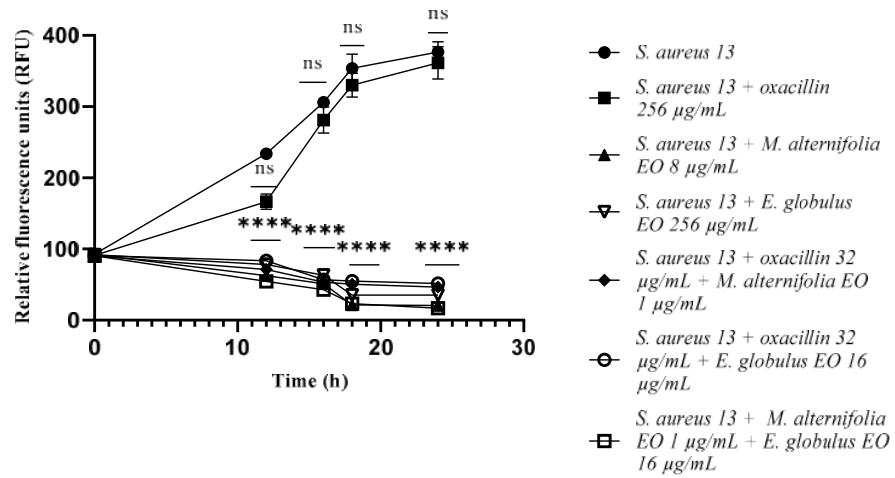 ns
ns
ns
ns
****
****
****
****
Relative fluorescence units (RFU)
400
300
200
100
0
0
10
20
30
Time (h)
S. aureus 13
S. aureus 13 + oxacillin
256 µg/mL
S. aureus 13 + M. alternifolia
EO 8 µg/mL
S. aureus 13 + E. globulus
EO 256 µg/mL
S. aureus 13 + oxacillin 32
µg/mL + M. alternifolia EO
1 µg/mL
S. aureus 13 + oxacillin 32
µg/mL + E. globulus EO 16
µg/mL
S. aureus 13 + M. alternifolia
EO 1 µg/mL + E. globulus EO
16 µg/mL